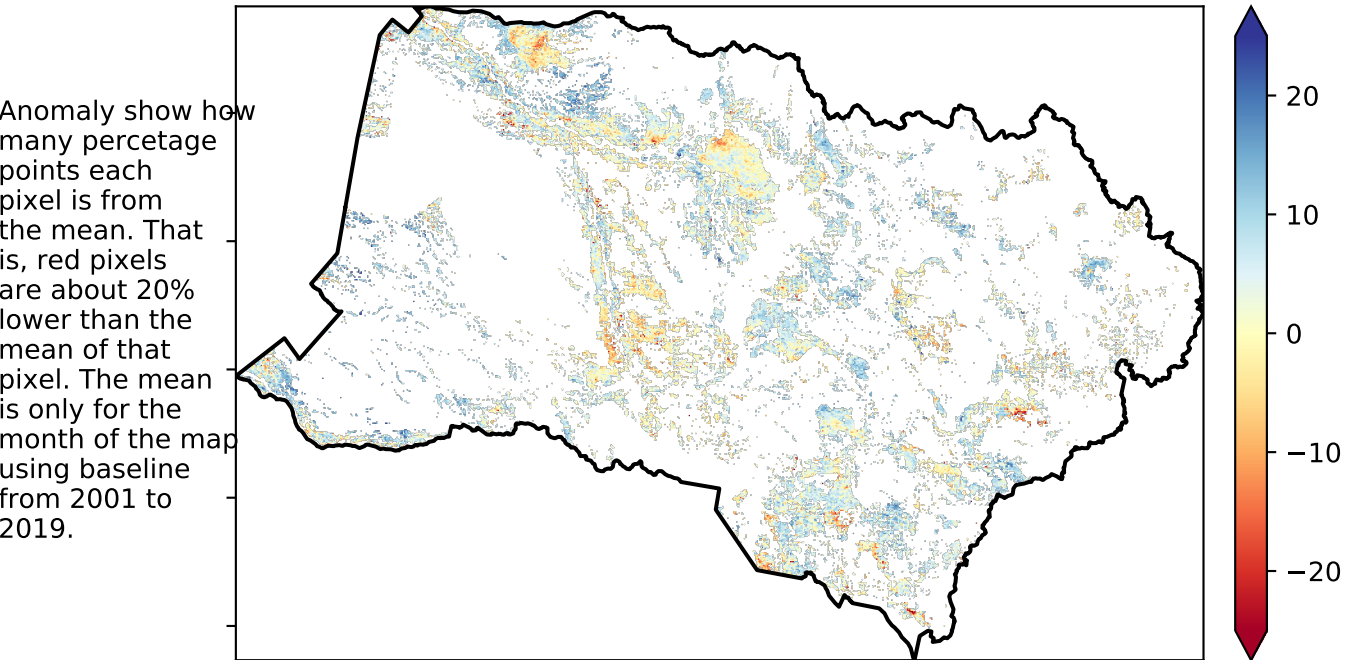 Anomaly show how
many percetage
points each
pixel is from
the mean. That
is, red pixels
are about 20%
lower than the
mean of that
pixel. The mean
is only for the
month of the map
using baseline
from 2001 to
2019.
20
10
0
−10
−20